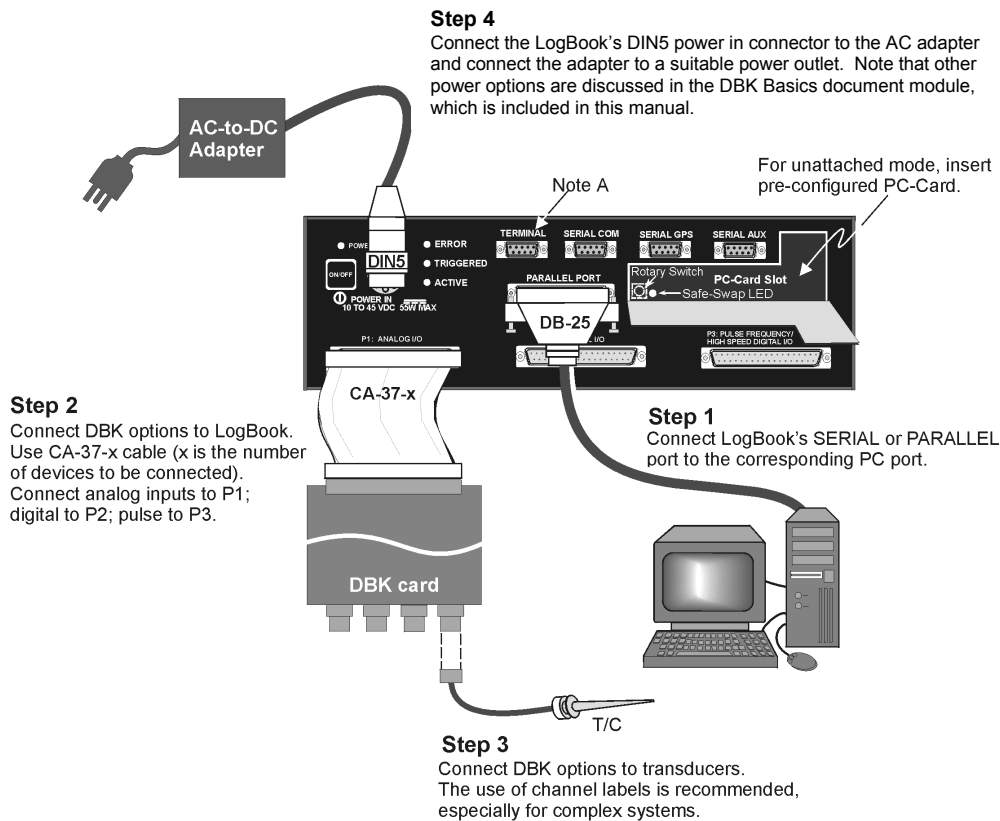 Step 4
Connect the LogBook's DIN5 power in connector to the AC adapter
and connect the adapter to a suitable power outlet.  Note that other
power options are discussed in the DBK Basics document module,
which is included in this manual.
AC-to-DC
Adapter
For unattached mode, insert
pre-configured PC-Card.
Note A
TERMINAL
SERIAL COM
SERIAL GPS
SERIAL AUX
ERROR
DIN5
TRIGGERED
ACTIVE
ON/OFF
POWER IN
10 TO 45 VDC
55W MAX
PARALLEL PORT
Rotary Switch
PC-Card Slot
Safe-Swap LED
DB-25
P1: ANALOG I/O
I/O
P3: PULSE FREQUENCY/
HIGH SPEED DIGITAL I/O
CA-37-x
Step 2
Connect DBK options to LogBook.
Use CA-37-x cable (x is the number
of devices to be connected).
Connect analog inputs to P1;
digital to P2; pulse to P3.
Step 1
Connect LogBook's SERIAL or PARALLEL
port to the corresponding PC port.
DBK card
T/C
Step 3
Connect DBK options to transducers.
The use of channel labels is recommended,
especially for complex systems.